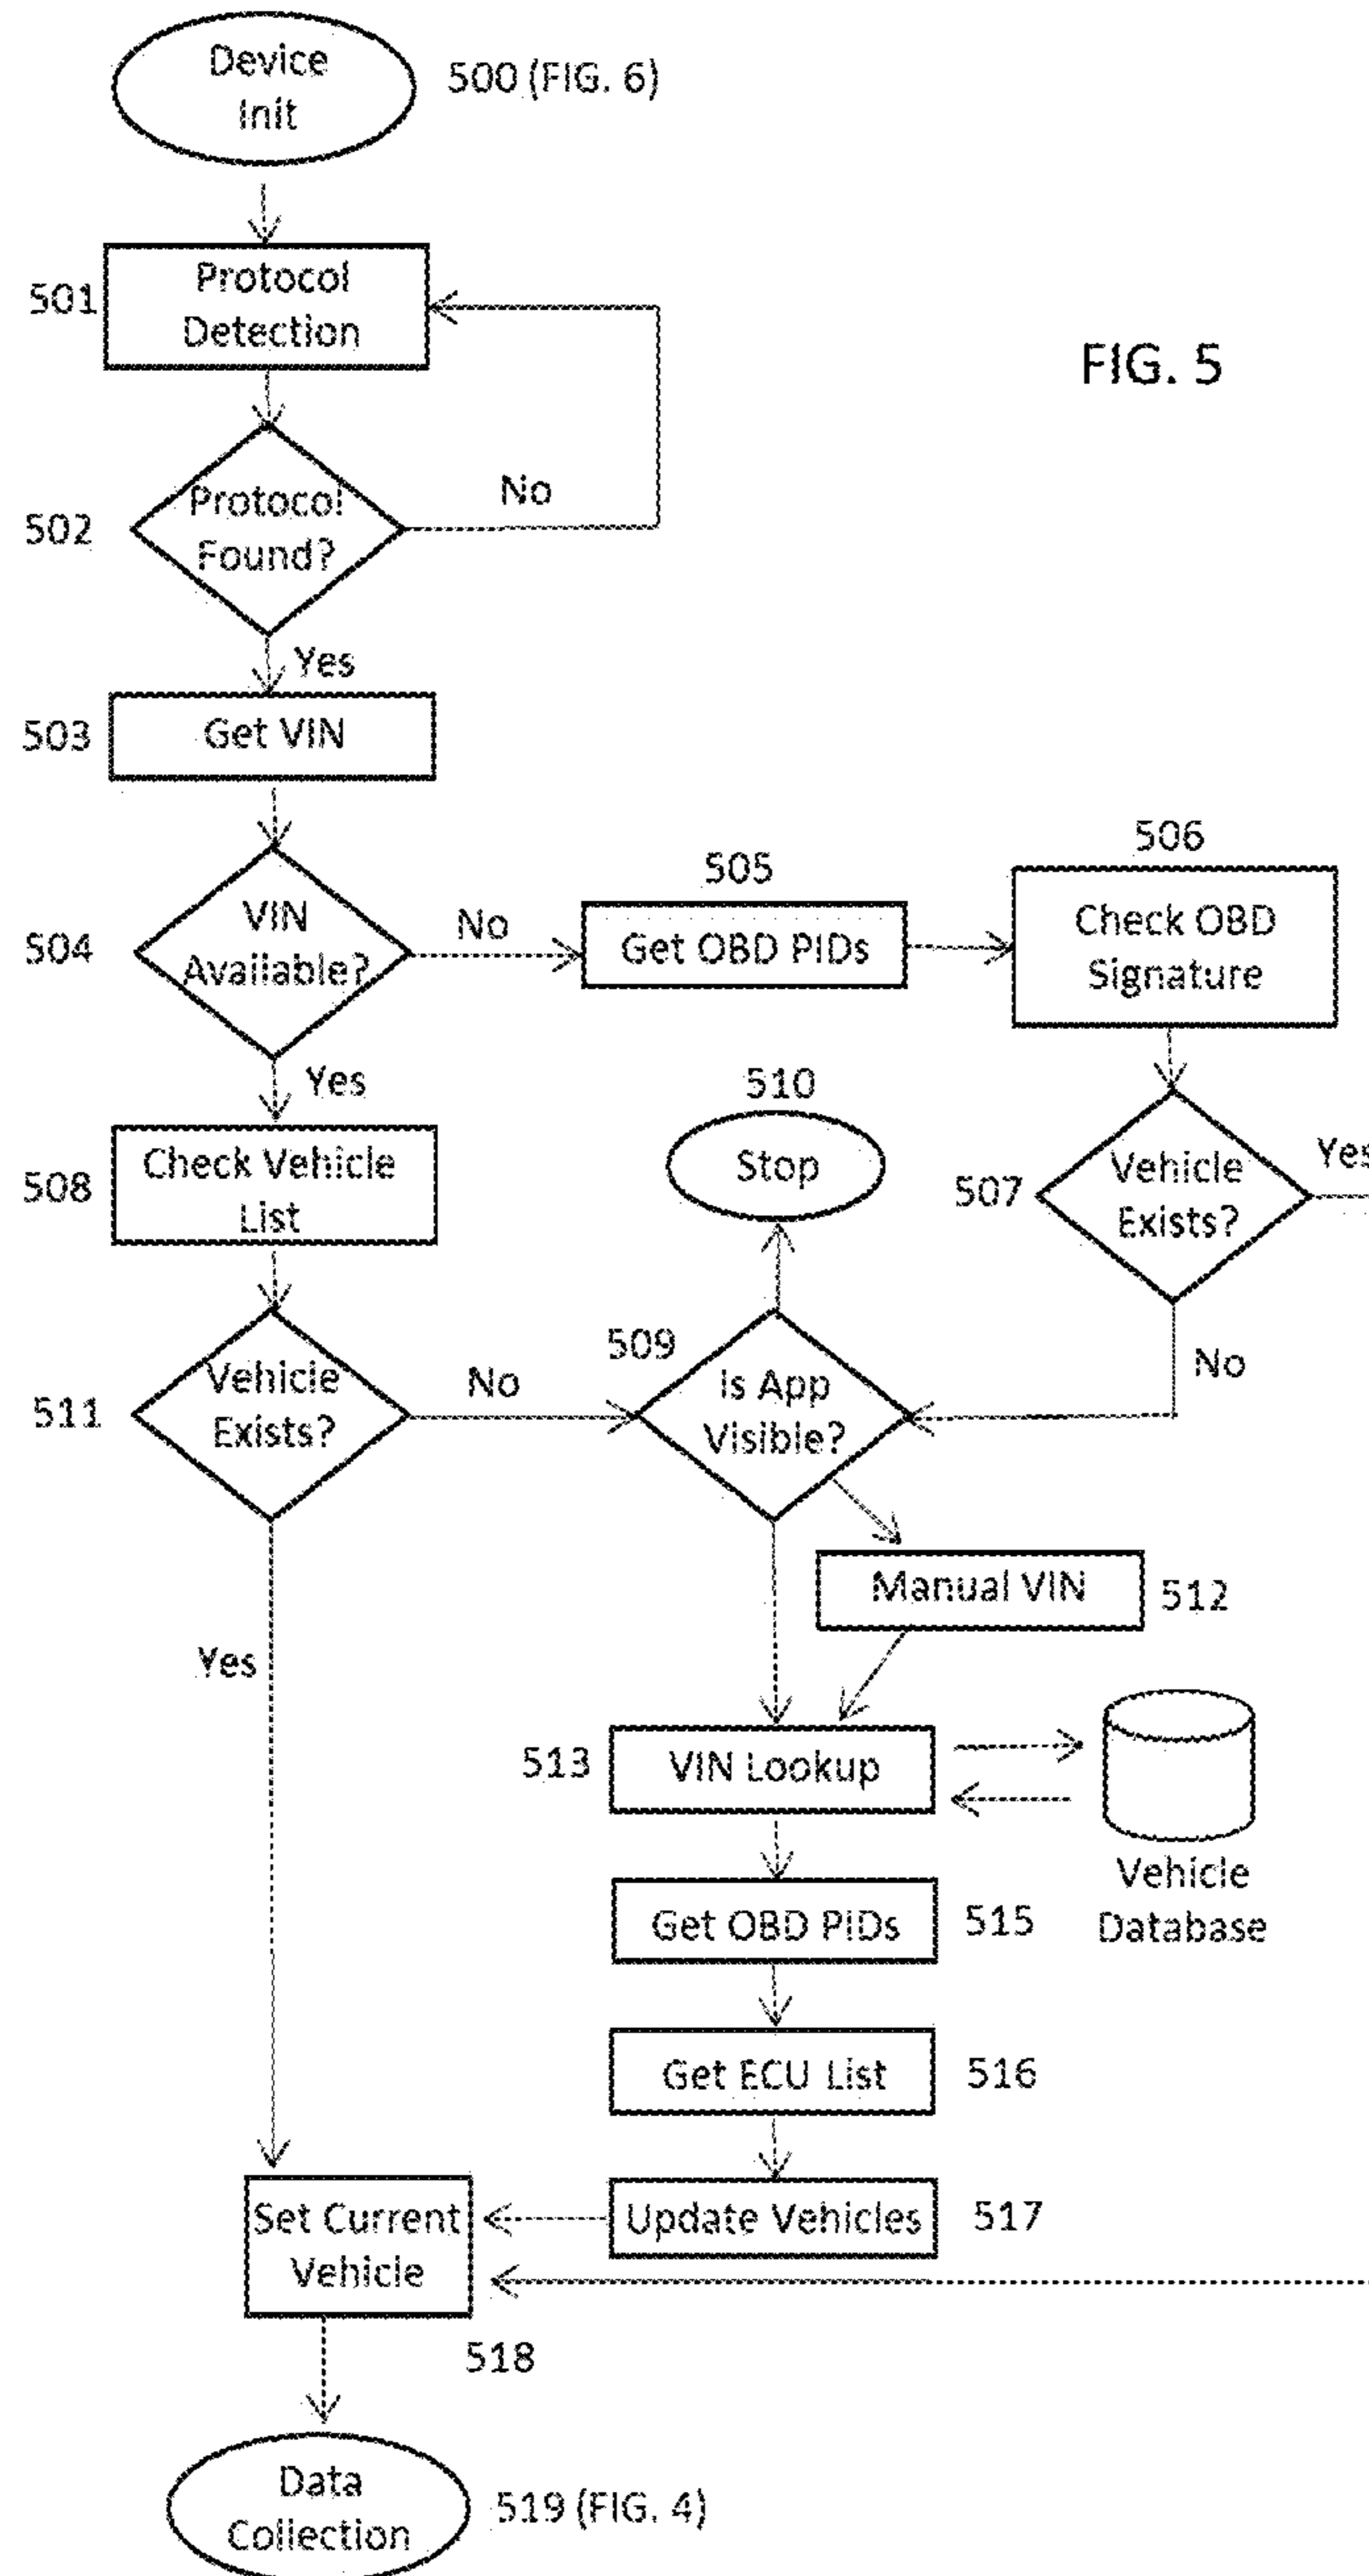 Device
Init
500 (FIG. 6)
501
Protocol
Detection
FIG. 5
502
Protocol
Found?
No
Yes
503
Get VIN
504
VIN
Available?
No
505
Get OBD PIDs
506
Check OBD
Signature
Yes
508
Check Vehicle
List
510
Stop
507
Vehicle
Exists?
Yes
No
511
Vehicle
Exists?
No
509
Is App
Visible?
Manual VIN
512
Yes
513
VIN Lookup
Vehicle
Database
Get OBD PIDs
515
Get ECU List
516
Set Current
Vehicle
Update Vehicles
517
518
Data
Collection
519 (FIG. 4)